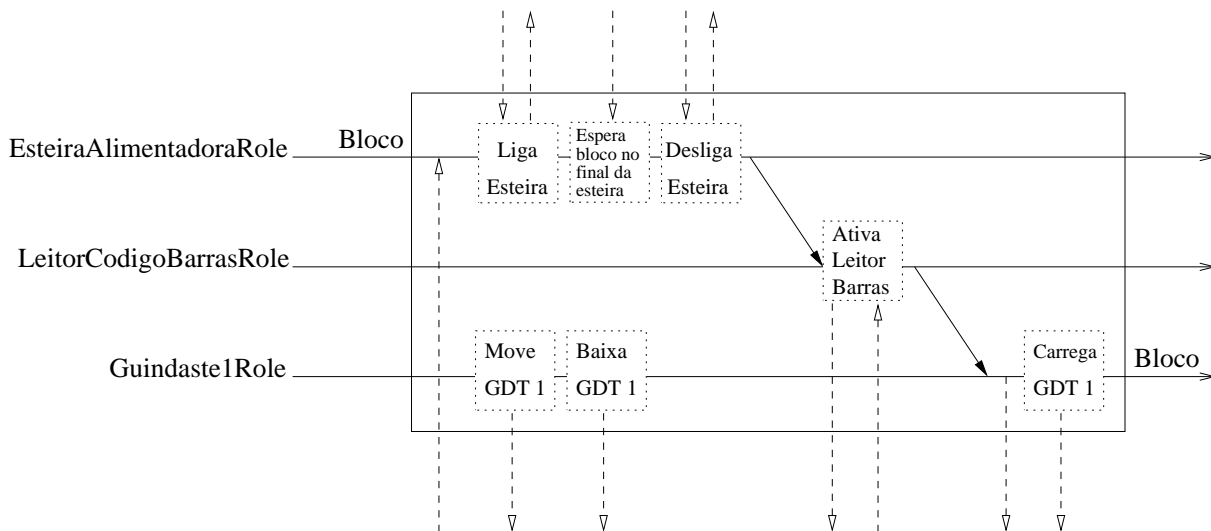 EsteiraAlimentadoraRole
Bloco
Liga
Esteira
Espera
bloco no
final da
esteira
Desliga
Esteira
LeitorCodigoBarrasRole
Ativa
Leitor
Barras
Guindaste1Role
Move
GDT 1
Baixa
GDT 1
Carrega
GDT 1
Bloco